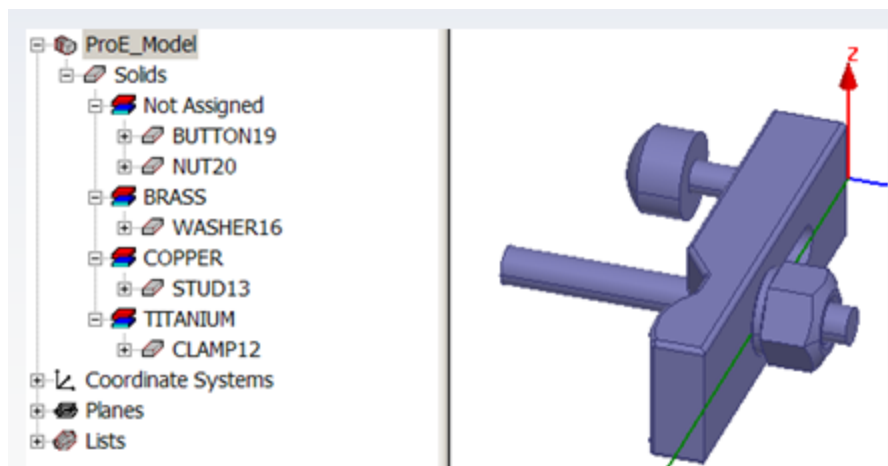 ProE_Model
Solids
Not Assigned
BUTTON19
NUT20
BRASS
WASHER16
COPPER
STUD13
TITANIUM
CLAMP12
Coordinate Systems
Planes
Lists
Z